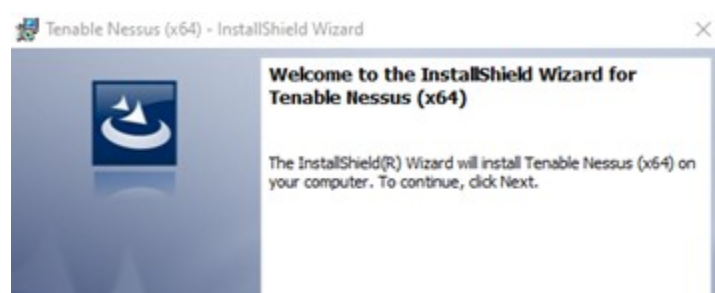 Tenable Nessus (x64) - InstallShield Wizard
Welcome to the InstallShield Wizard for
Tenable Nessus (x64)
The InstallShield(R) Wizard will install Tenable Nessus (x64) on
your computer. To continue, click Next.